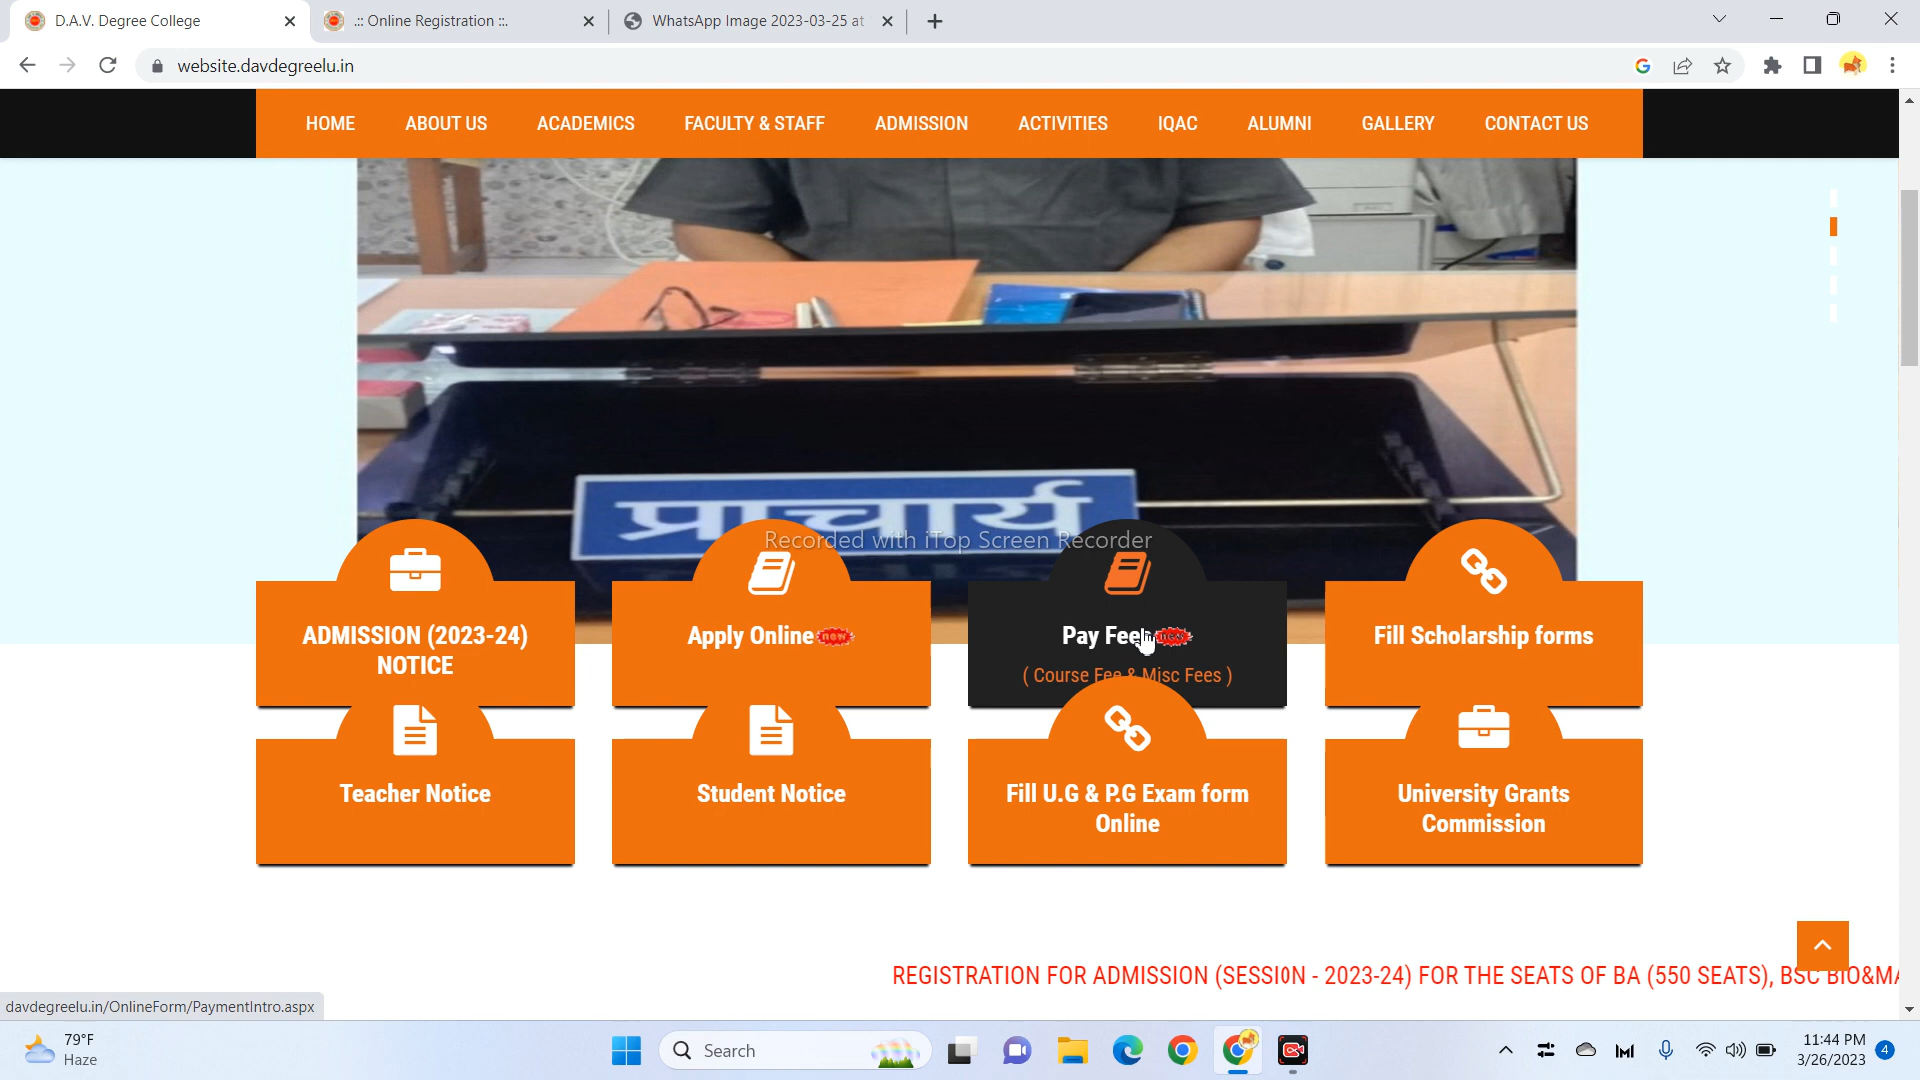 D.A.V. Degree College
.:: Online Registration ::.
WhatsApp Image 2023-03-25 at
website.davdegreelu.in
HOME ABOUT US ACADEMICS FACULTY & STAFF ADMISSION ACTIVITIES IQAC ALUMNI GALLERY CONTACT US
प्राचार्य
Recorded with iTop Screen Recorder
ADMISSION (2023-24)
NOTICE
Apply Online new
Pay Fee new
( Course Fee & Misc Fees )
Fill Scholarship forms
Teacher Notice
Student Notice
Fill U.G & P.G Exam form
Online
University Grants
Commission
REGISTRATION FOR ADMISSION (SESSI0N - 2023-24) FOR THE SEATS OF BA (550 SEATS), BSC BIO&MA
davdegreelu.in/OnlineForm/PaymentIntro.aspx
79°F
Haze
Search
11:44 PM
3/26/2023
4